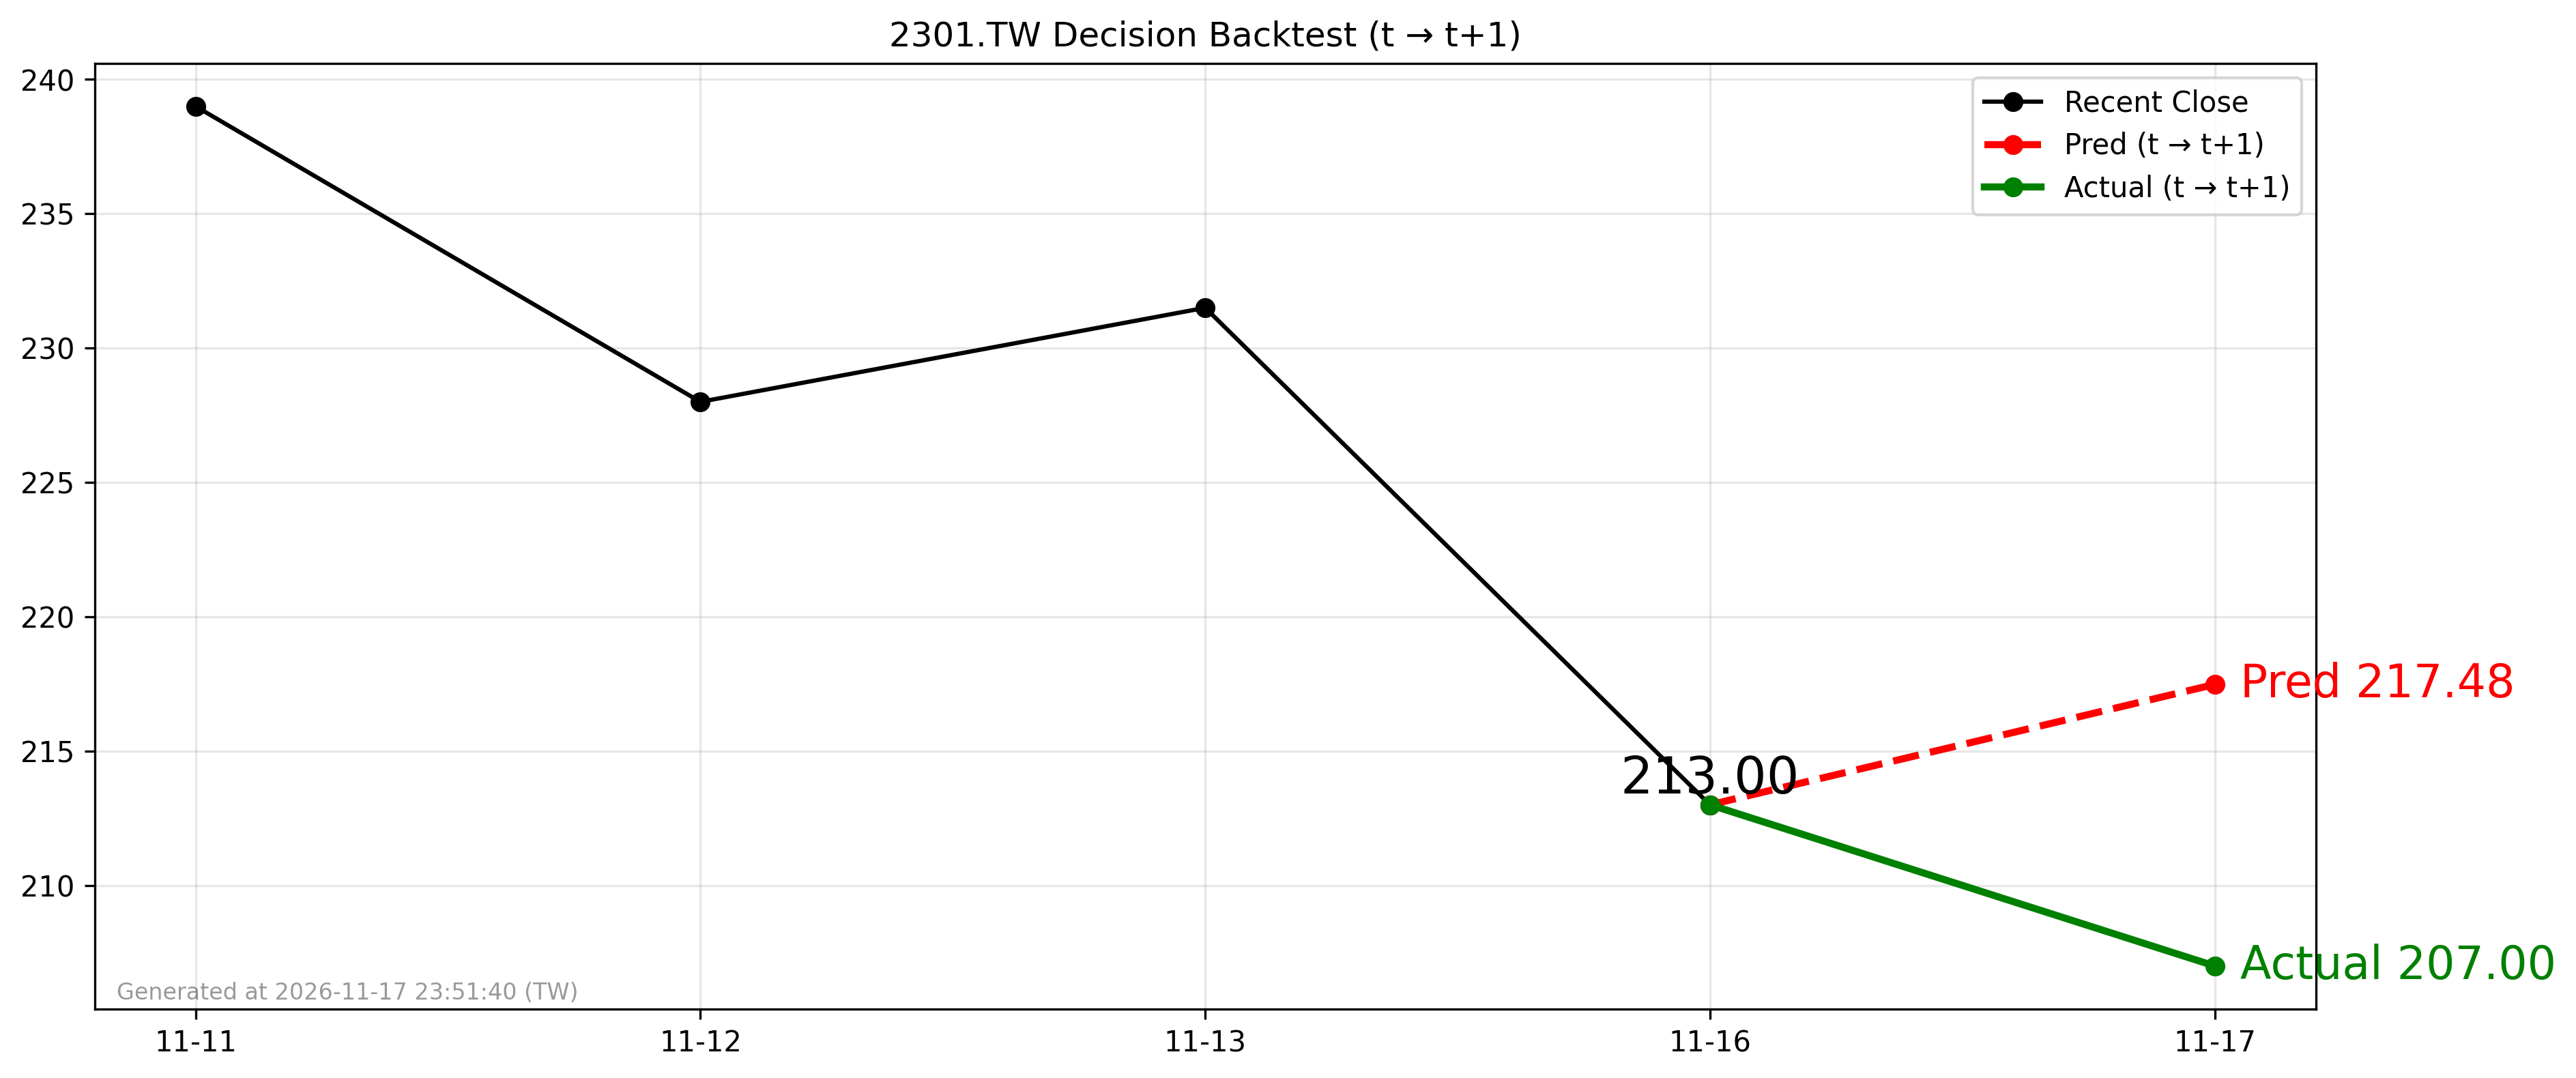 2301.TW Decision Backtest (t → t+1)
240
235
230
225
220
215
210
Recent Close
Pred (t → t+1)
Actual (t → t+1)
213.00
Pred 217.48
Actual 207.00
Generated at 2026-11-17 23:51:40 (TW)
11-11
11-12
11-13
11-16
11-17